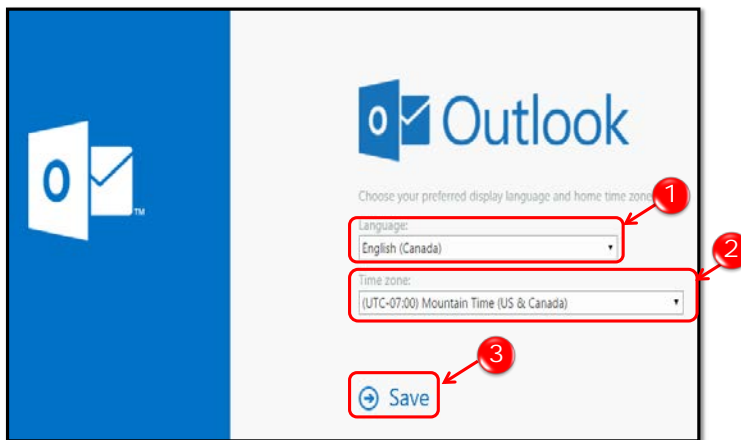 O
TM
O Outlook
Choose your preferred display language and home time zone
1
Language:
English (Canada)
2
Time zone:
(UTC-07:00) Mountain Time (US & Canada)
3
Save